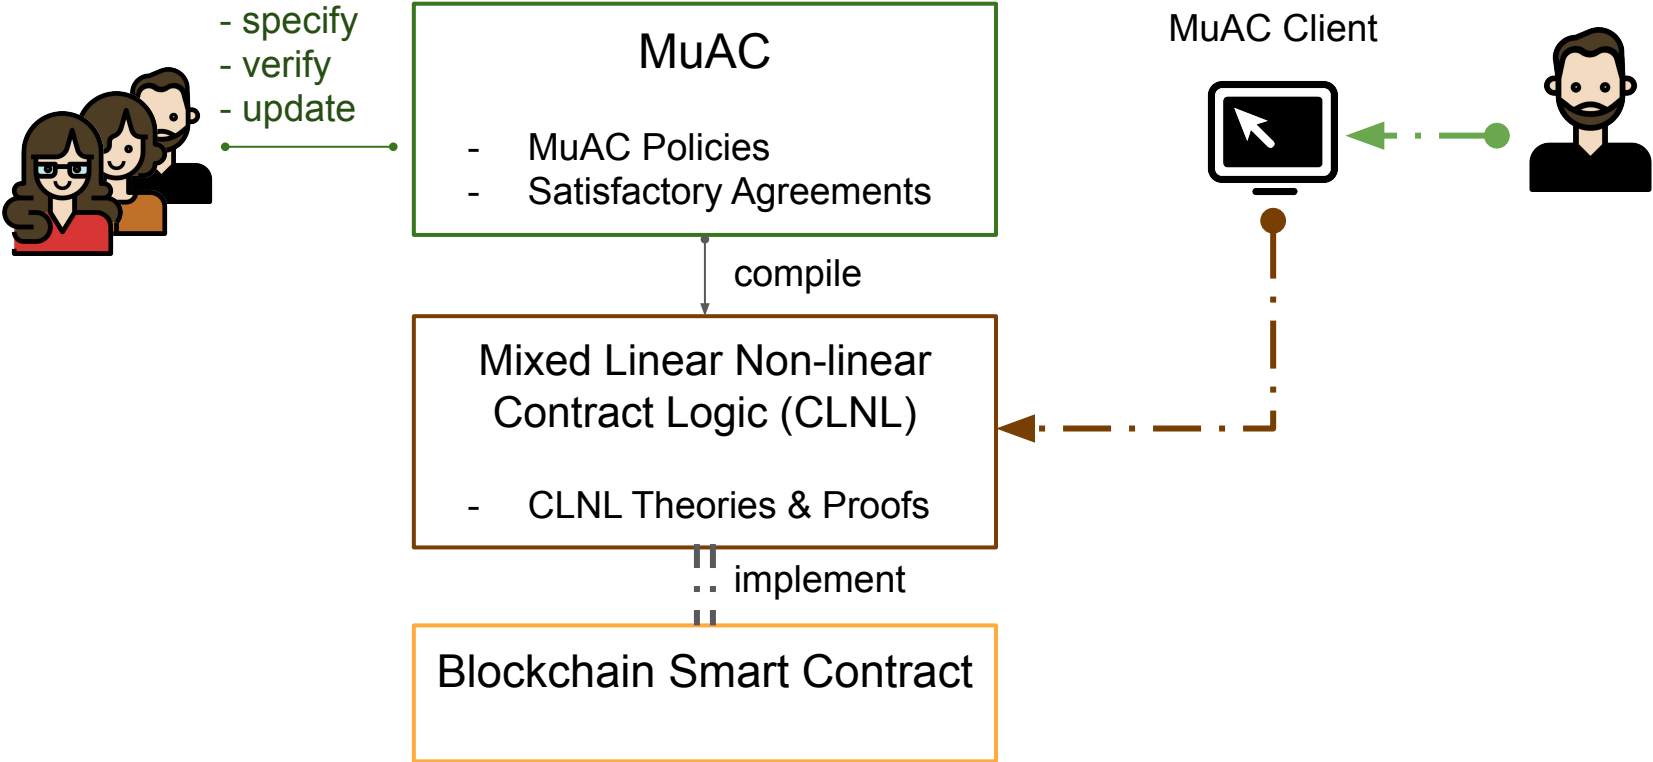 - specify
- verify
- update
MuAC
- MuAC Policies
- Satisfactory Agreements
MuAC Client
compile
Mixed Linear Non-linear
Contract Logic (CLNL)
- CLNL Theories & Proofs
implement
Blockchain Smart Contract